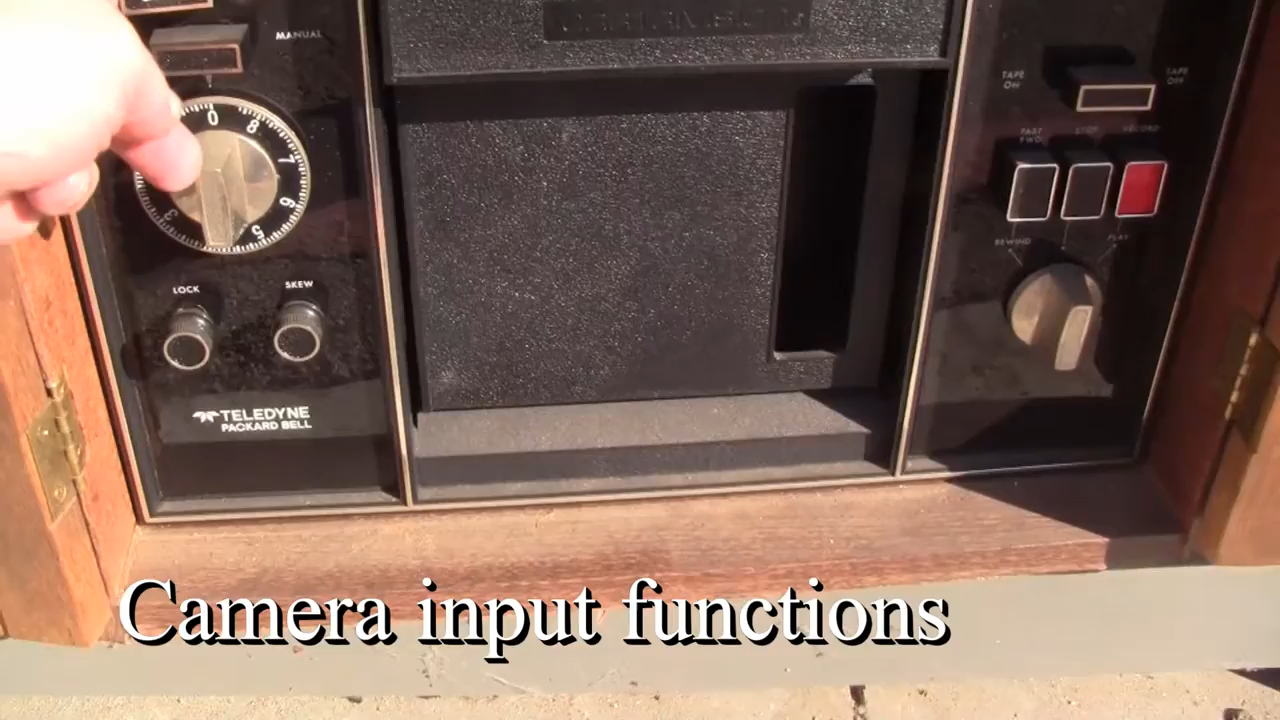 MANUAL
0
8
7
6
5
3
LOCK
SKEW
TELEDYNE
PACKARD BELL
TAPE
ON
TAPE
OFF
FAST
FWD
STOP
RECORD
REWIND
PLAY
Camera input functions